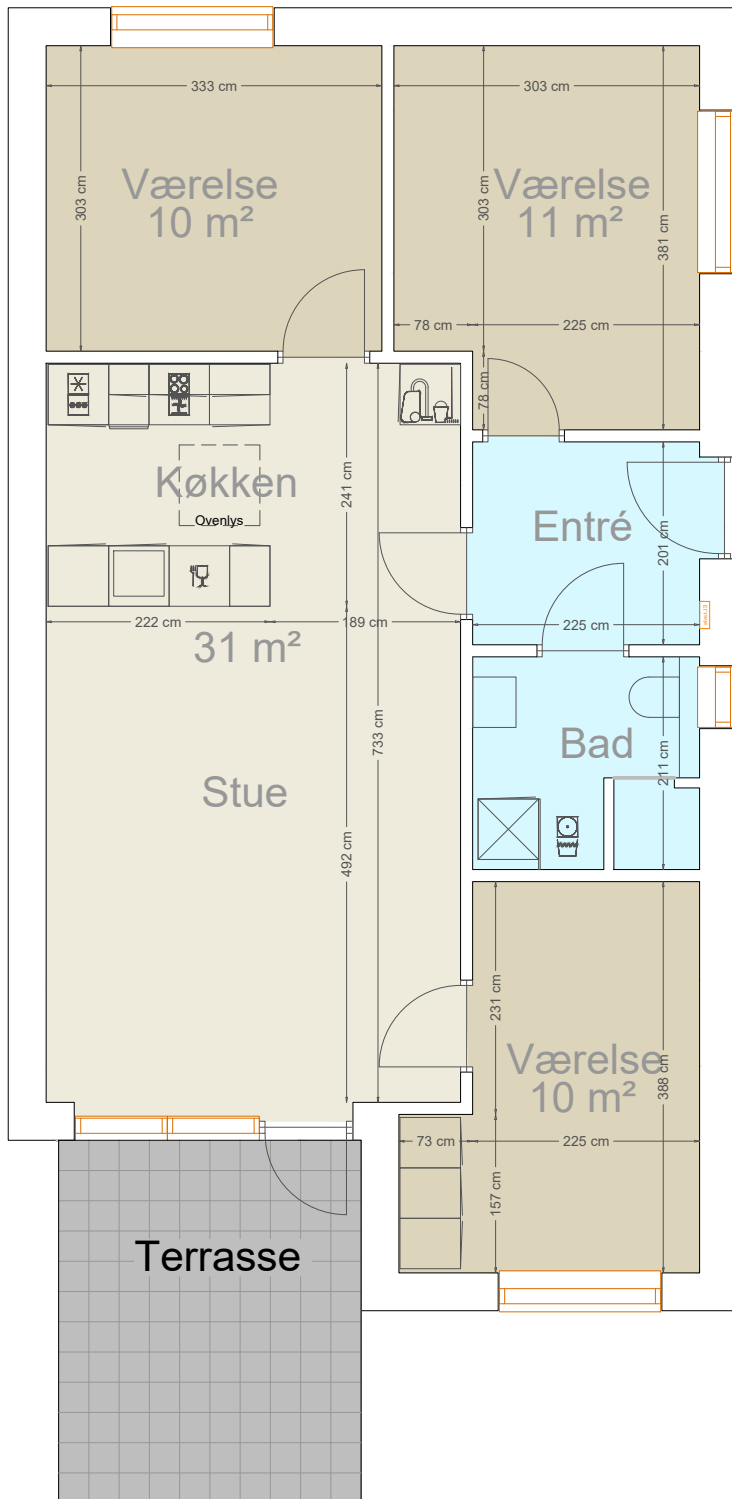 333 cm
303 cm
Værelse
10 m²
303 cm
303 cm
381 cm
Værelse
11 m²
78 cm
225 cm
78 cm
Køkken
Ovenlys
241 cm
Entré
201 cm
222 cm
189 cm
31 m²
225 cm
733 cm
Bad
211 cm
Stue
492 cm
231 cm
Værelse
10 m²
388 cm
73 cm
225 cm
157 cm
Terrasse